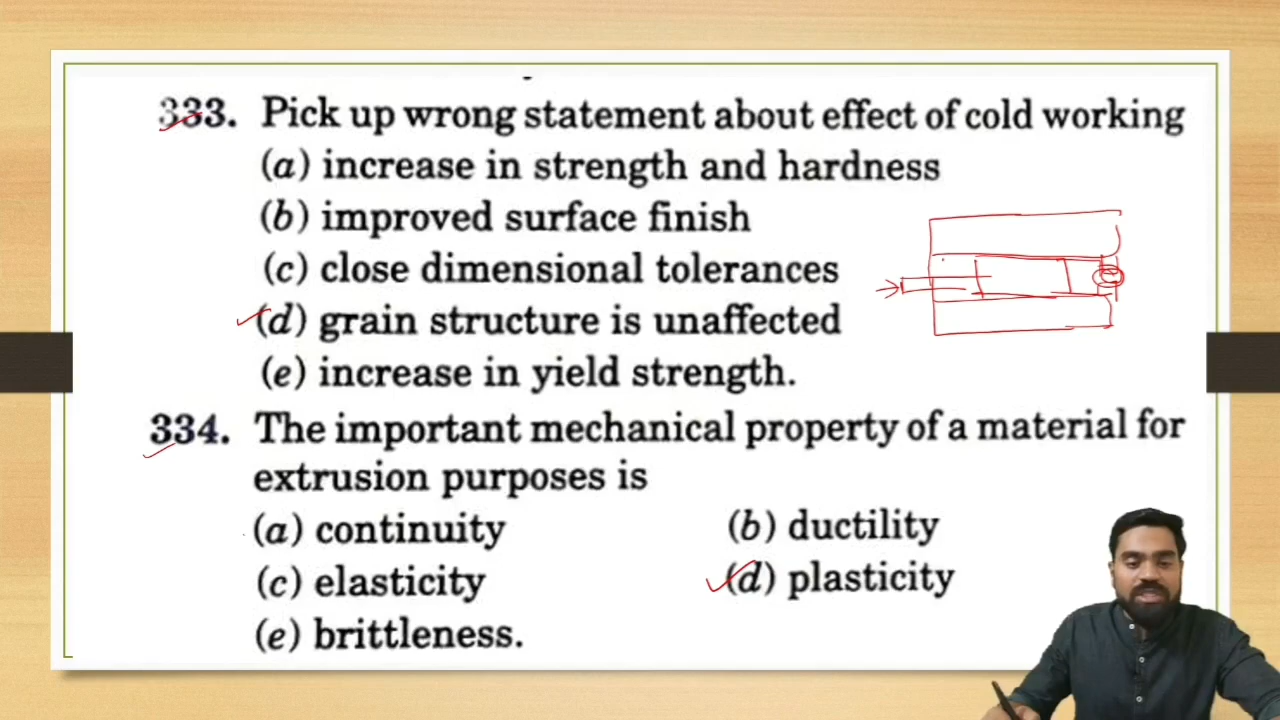 333. Pick up wrong statement about effect of cold working
(a) increase in strength and hardness
(b) improved surface finish
(c) close dimensional tolerances
(d) grain structure is unaffected
(e) increase in yield strength.
334. The important mechanical property of a material for
extrusion purposes is
(a) continuity (b) ductility
(c) elasticity (d) plasticity
(e) brittleness.